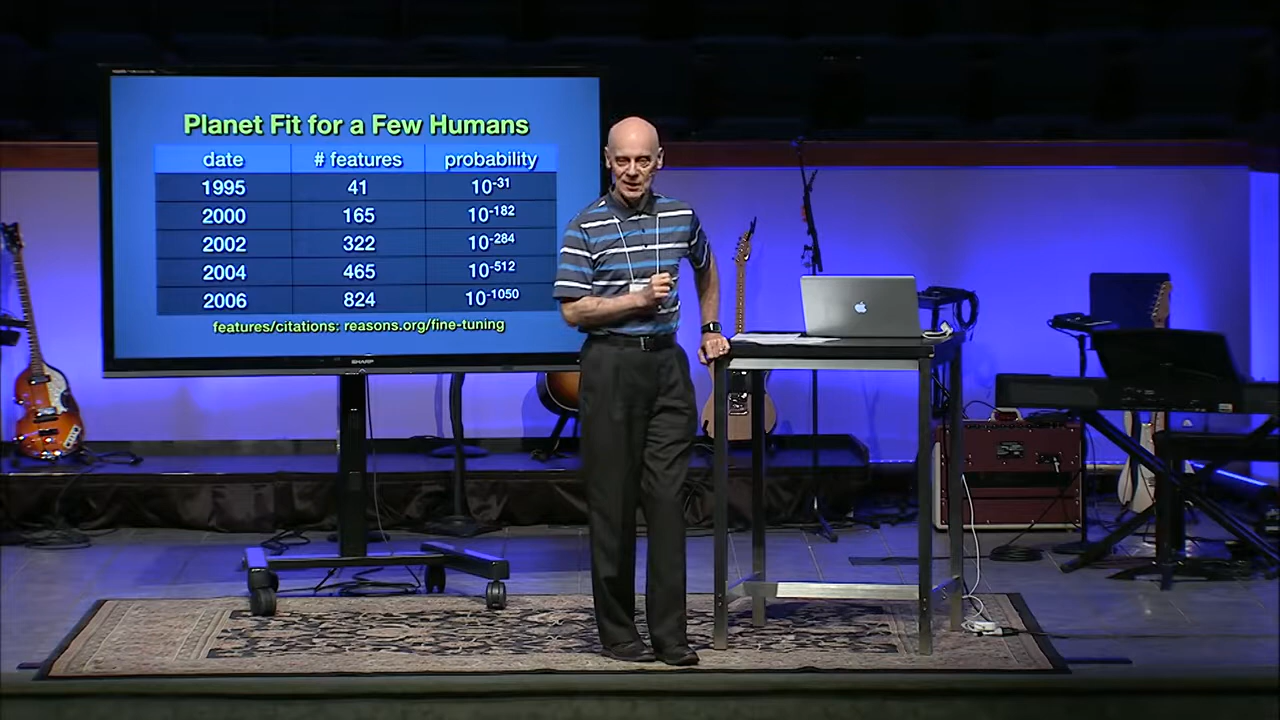 Planet Fit for a Few Humans
date # features probability
1995 41 10⁻³¹
2000 165 10⁻¹⁸²
2002 322 10⁻²⁸⁴
2004 465 10⁻⁵¹²
2006 824 10⁻¹⁰⁵⁰
features/citations: reasons.org/fine-tuning
SHARP